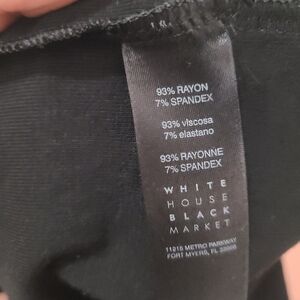 93% RAYON
7% SPANDEX
93% viscosa
7% elastano
93% RAYONNE
7% SPANDEX
WHITE
HOUSE
BLACK
MARKET
11215 METRO PARKWAY
FORT MYERS, FL